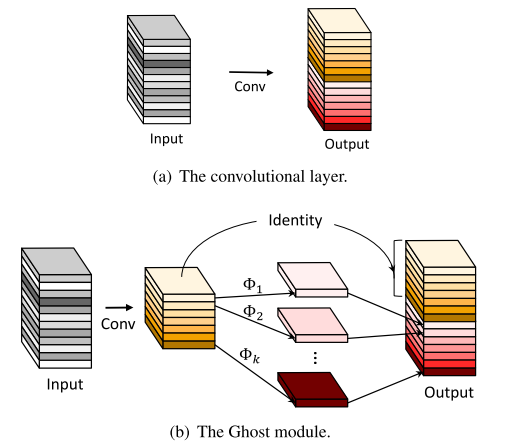 Input
Conv
Output
(a) The convolutional layer.
Identity
Φ1
Φ2
Φk
Conv
Input
Output
(b) The Ghost module.